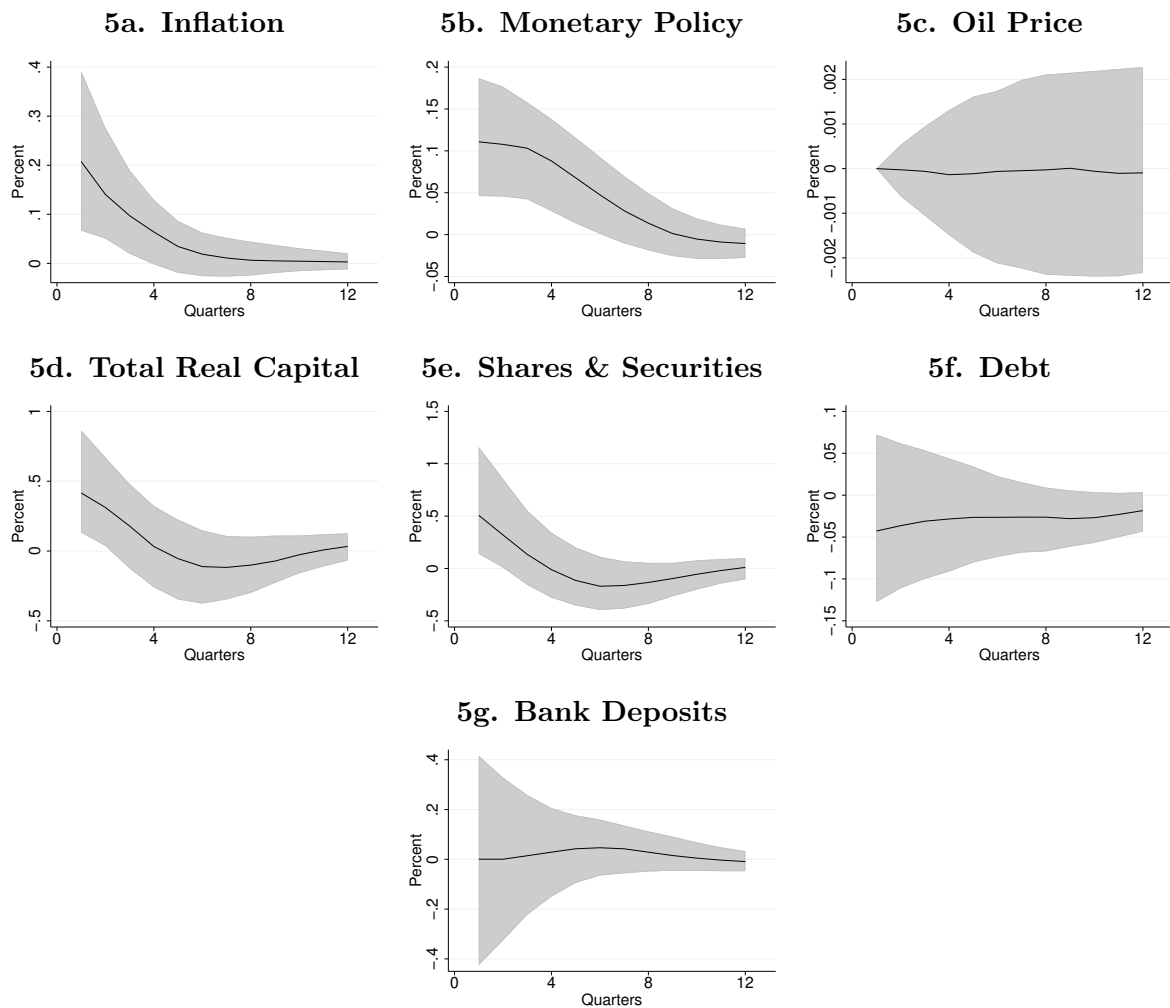 5a. Inflation
5b. Monetary Policy
5c. Oil Price
Percent
.4
.3
.2
.1
0
0 4 8 12
Quarters
Percent
.2
.15
.1
.05
0
−.05
0 4 8 12
Quarters
Percent
.002
.001
0
−.001
−.002
0 4 8 12
Quarters
5d. Total Real Capital
5e. Shares & Securities
5f. Debt
Percent
1
.5
0
−.5
0 4 8 12
Quarters
Percent
1.5
1
.5
0
−.5
0 4 8 12
Quarters
Percent
.1
.05
0
−.05
−.1
−.15
0 4 8 12
Quarters
5g. Bank Deposits
Percent
.4
.2
0
−.2
−.4
0 4 8 12
Quarters